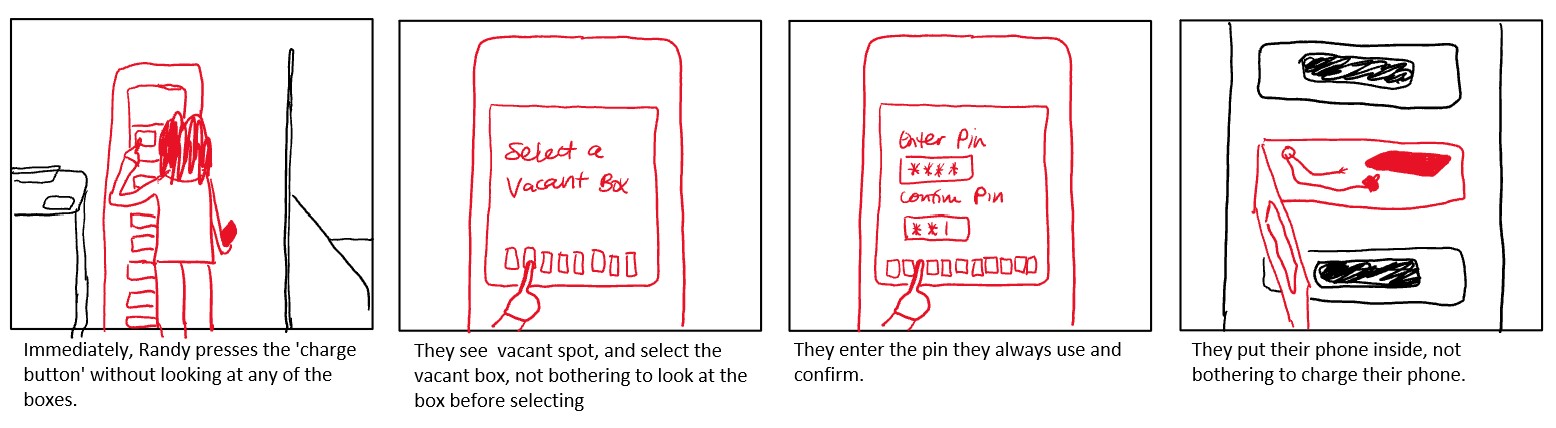 Select a
Vacant Box
Enter Pin
****
Confirm Pin
**1
Immediately, Randy presses the 'charge
button' without looking at any of the
boxes.
They see  vacant spot, and select the
vacant box, not bothering to look at the
box before selecting
They enter the pin they always use and
confirm.
They put their phone inside, not
bothering to charge their phone.